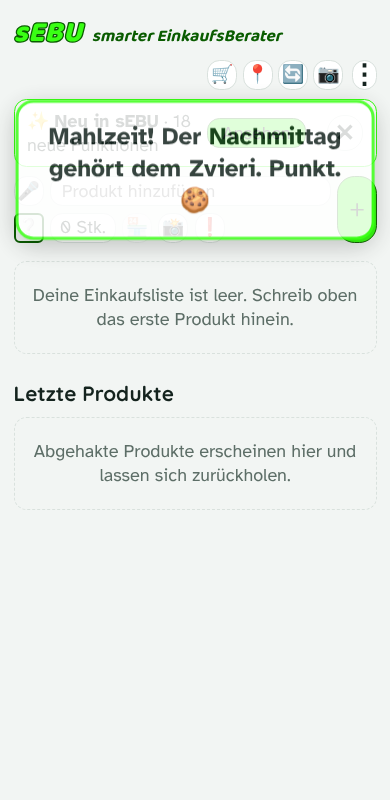 sEBU smarter EinkaufsBerater
Neu in sEBU · 18
neue Funktionen
Mahlzeit! Der Nachmittag
gehört dem Zvieri. Punkt.
🍪
Produkt hinzufügen
0 Stk.
Deine Einkaufsliste ist leer. Schreib oben
das erste Produkt hinein.
Letzte Produkte
Abgehakte Produkte erscheinen hier und
lassen sich zurückholen.